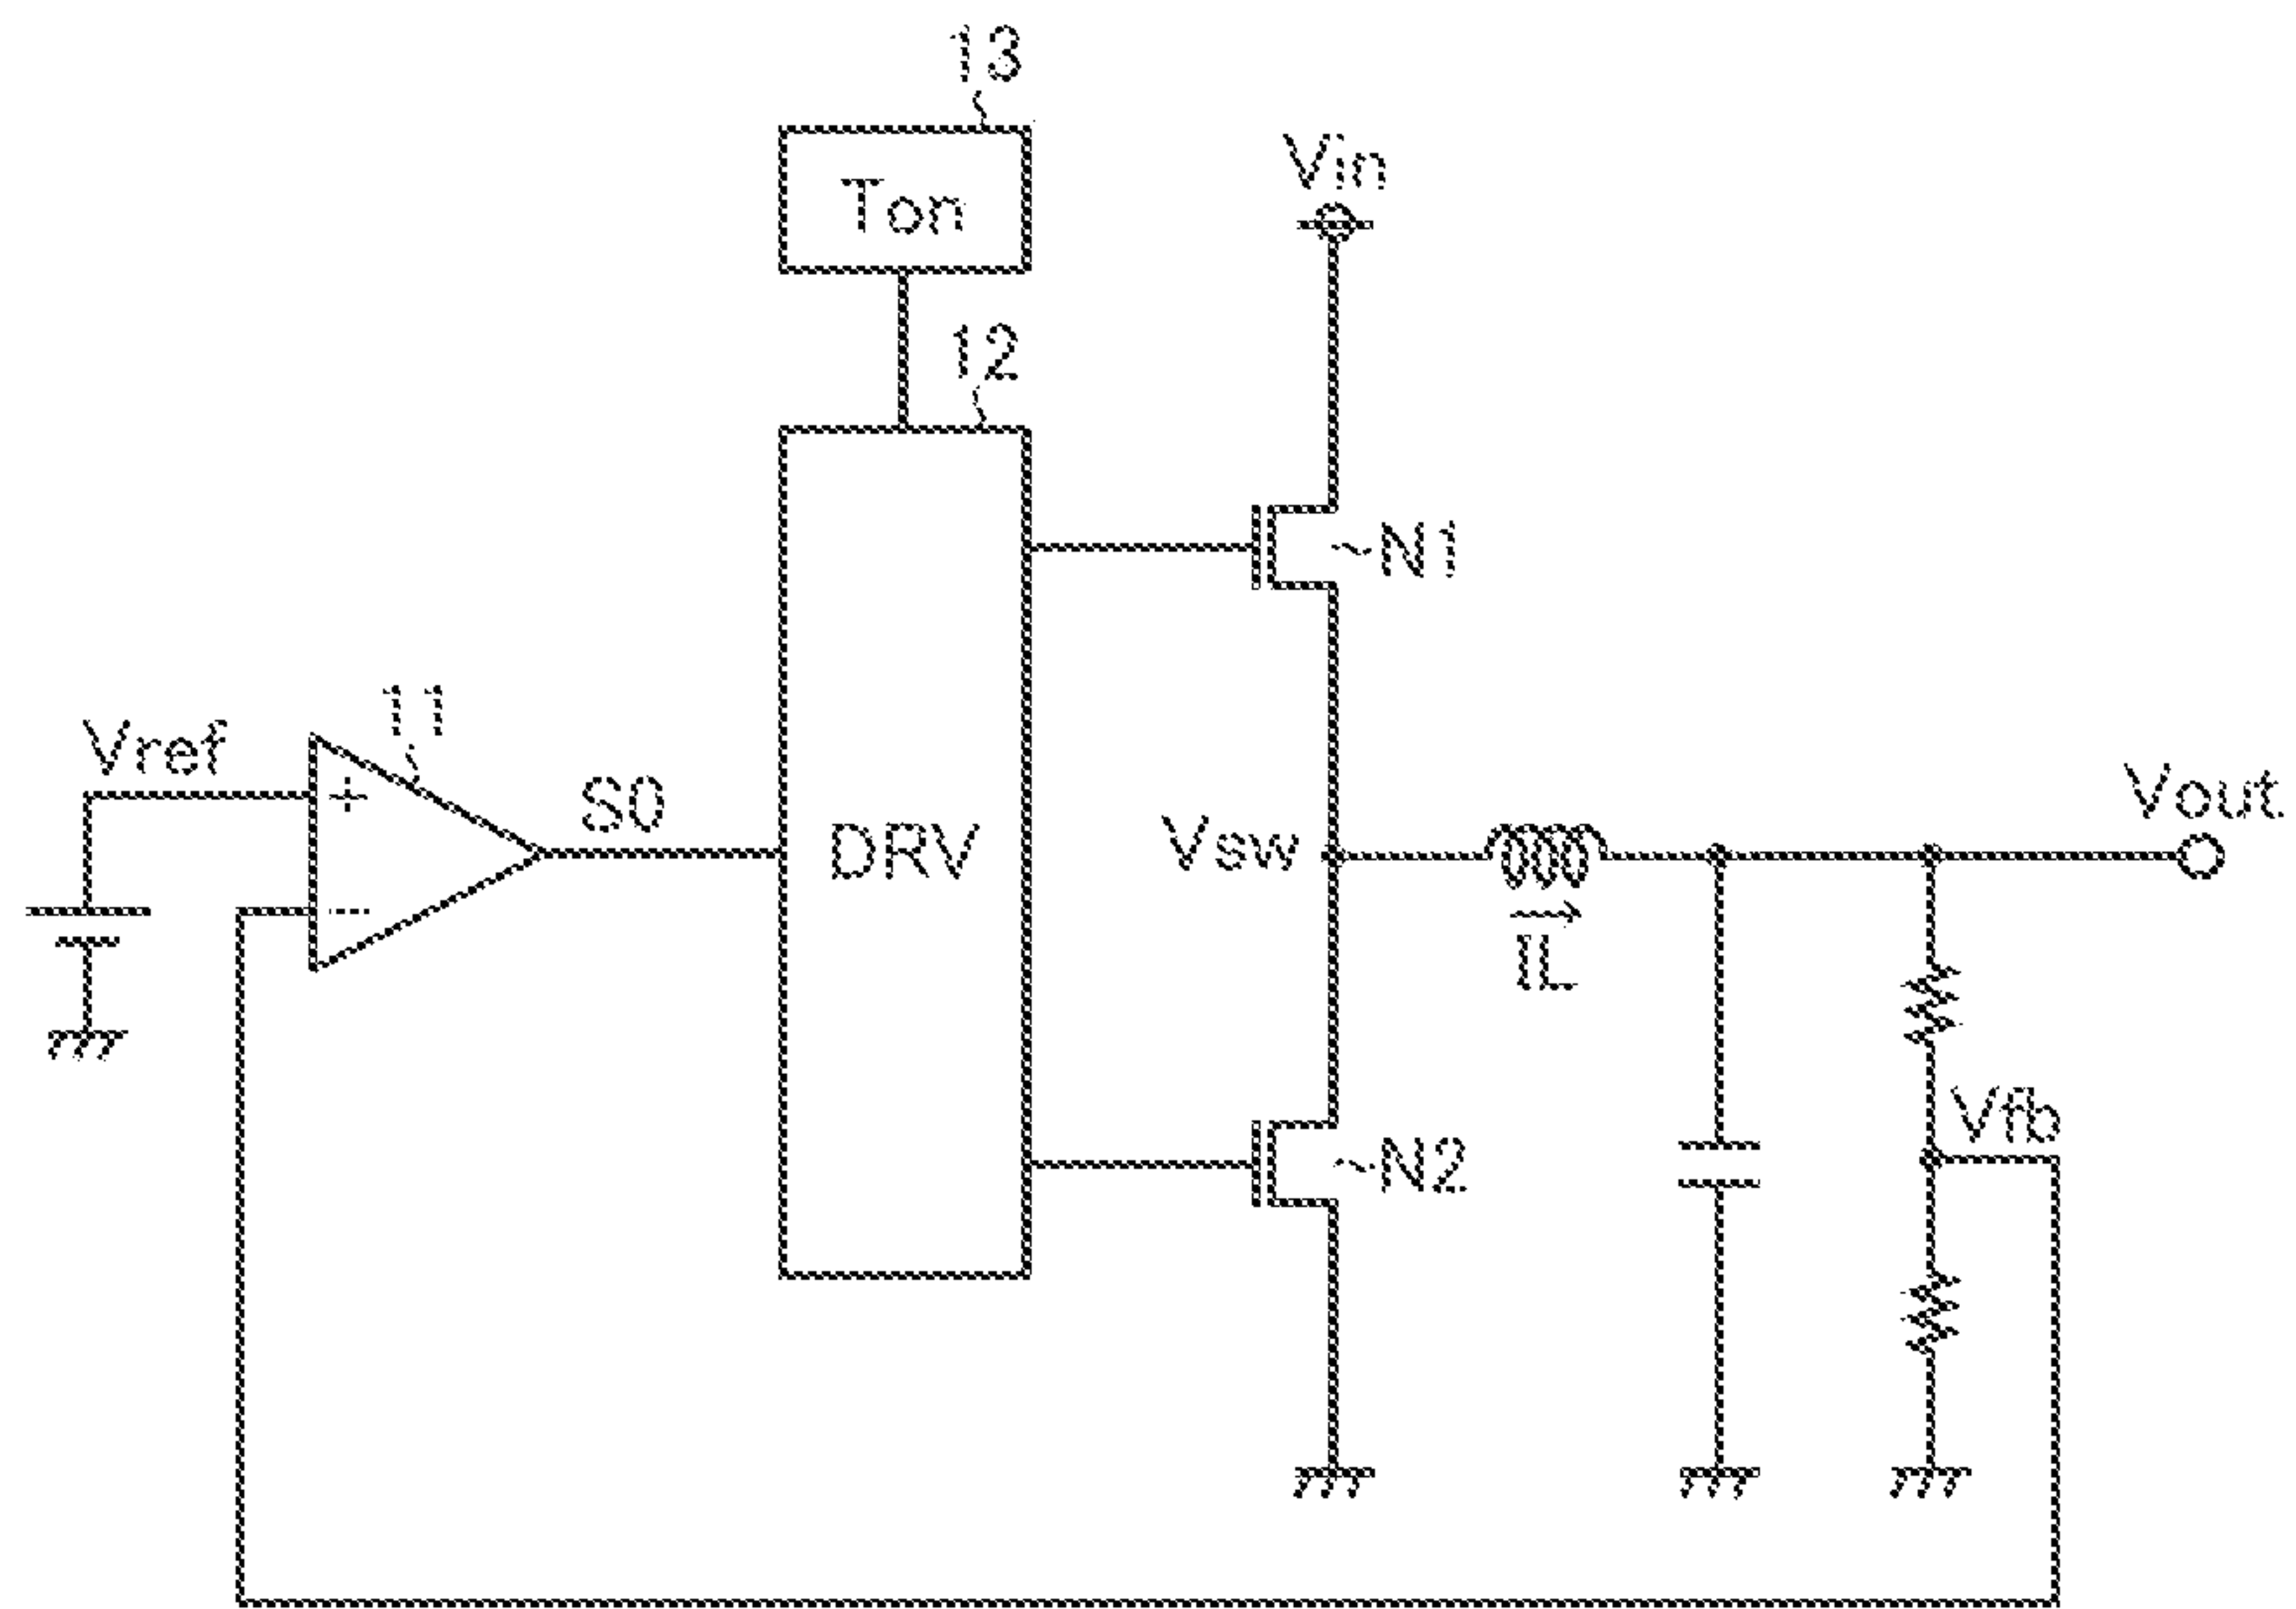 13
Ton
Vin
12
~N1
11
Vref
+
S0
DRV
Vsw
Vout
-
IL
Vfb
~N2